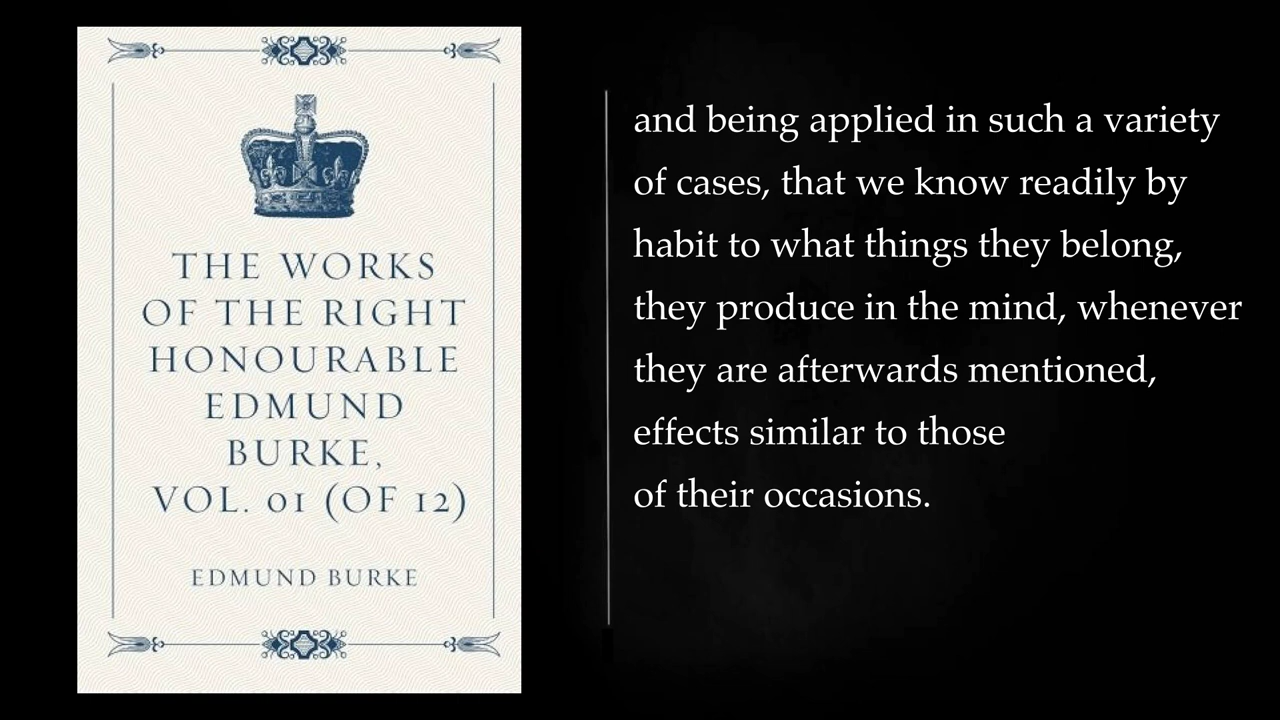 THE WORKS
OF THE RIGHT
HONOURABLE
EDMUND
BURKE,
VOL. 01 (OF 12)
EDMUND BURKE
and being applied in such a variety
of cases, that we know readily by
habit to what things they belong,
they produce in the mind, whenever
they are afterwards mentioned,
effects similar to those
of their occasions.